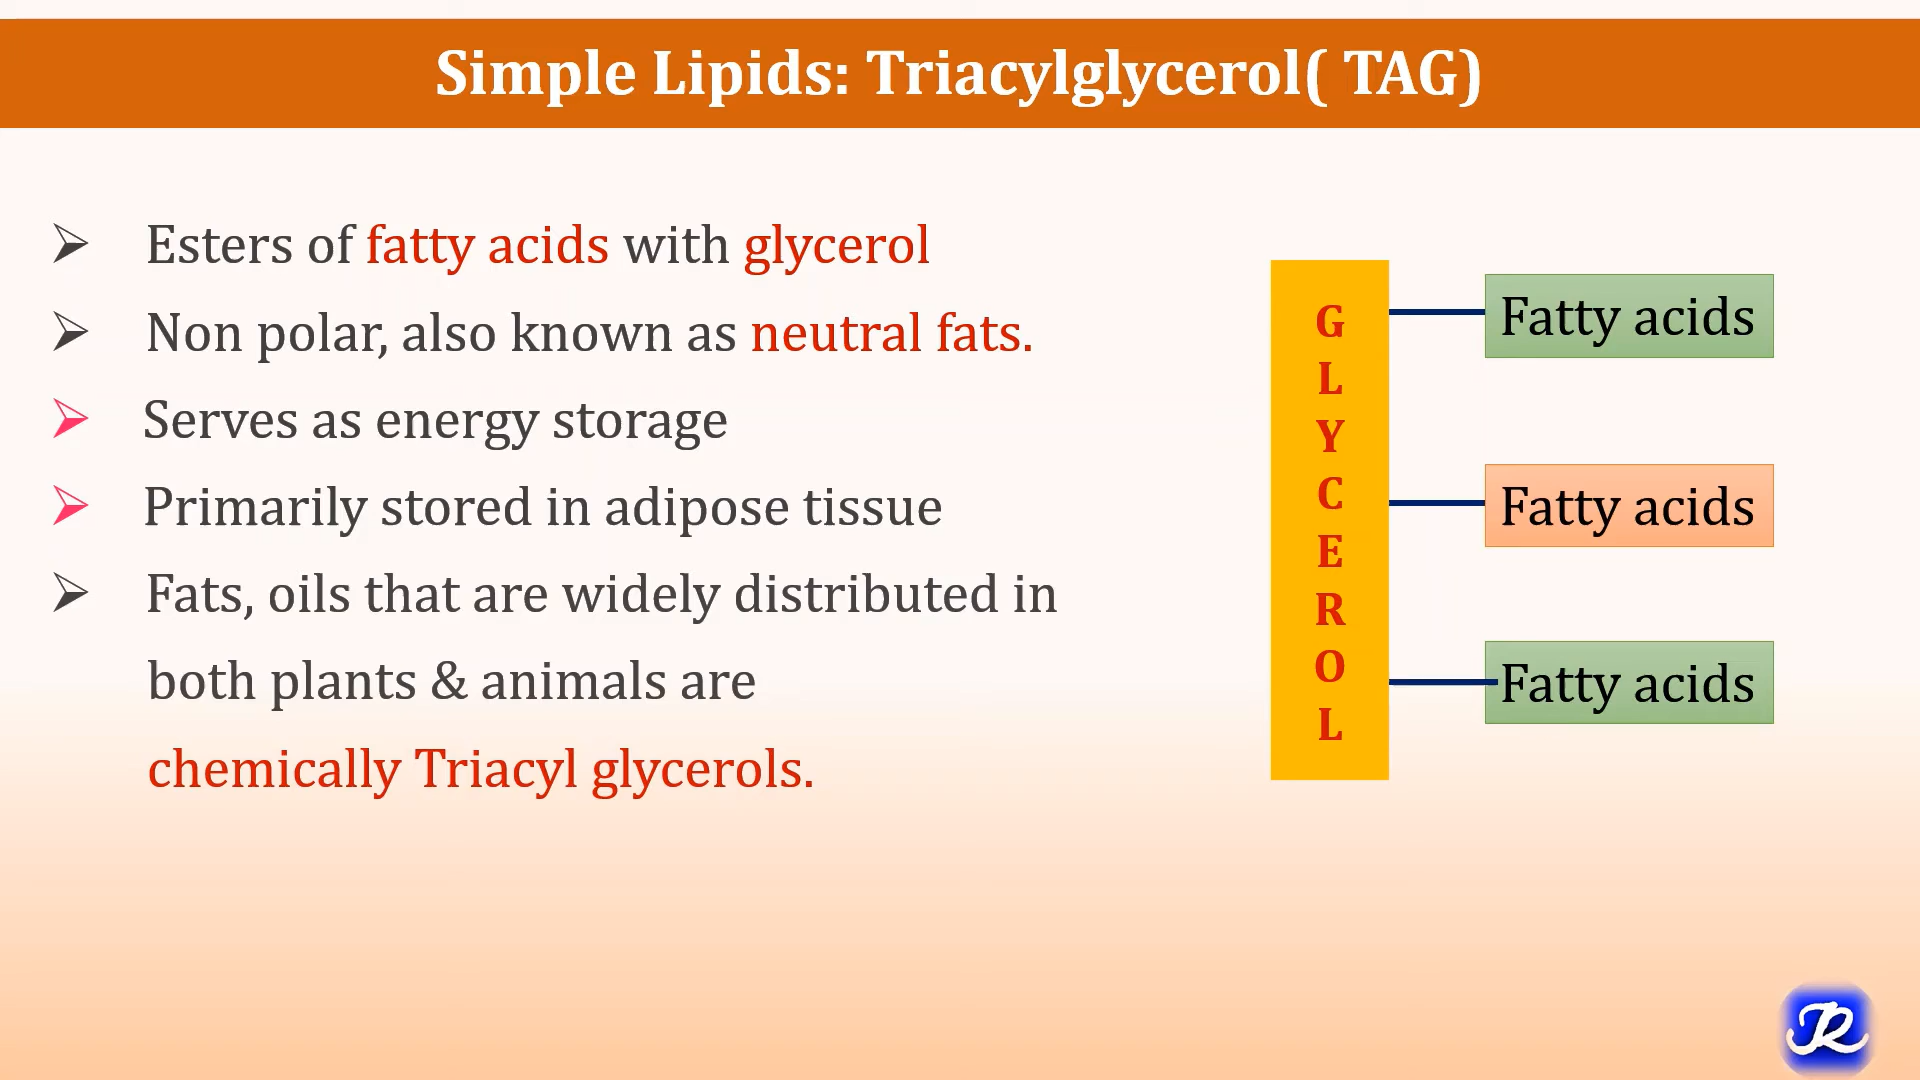 Simple Lipids: Triacylglycerol( TAG)
Esters of fatty acids with glycerol
Non polar, also known as neutral fats.
Serves as energy storage
Primarily stored in adipose tissue
Fats, oils that are widely distributed in
both plants & animals are
chemically Triacyl glycerols.
G
L
Y
C
E
R
O
L
Fatty acids
Fatty acids
Fatty acids